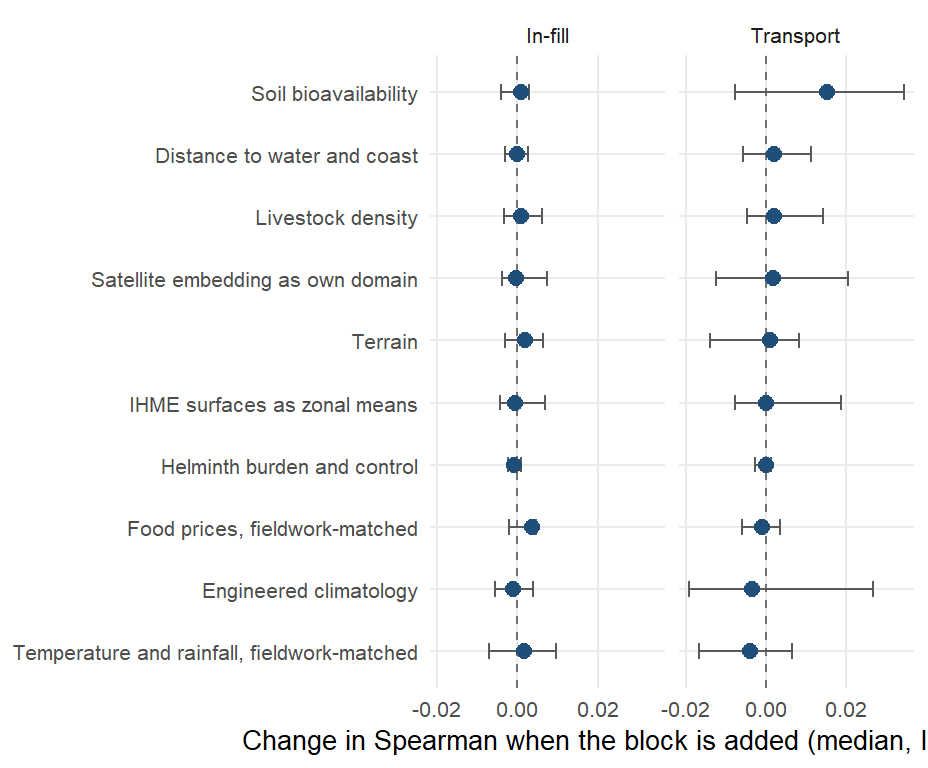 In-fill Transport
Soil bioavailability
Distance to water and coast
Livestock density
Satellite embedding as own domain
Terrain
IHME surfaces as zonal means
Helminth burden and control
Food prices, fieldwork-matched
Engineered climatology
Temperature and rainfall, fieldwork-matched
-0.02 0.00 0.02 -0.02 0.00 0.02
Change in Spearman when the block is added (median,